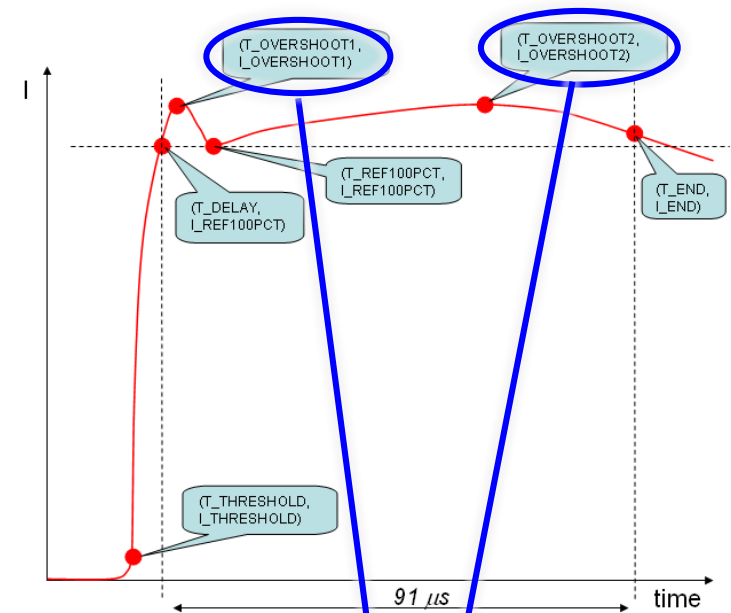 (T_OVERSHOOT1,
I_OVERSHOOT1)
(T_OVERSHOOT2,
I_OVERSHOOT2)
I
(T_REF100PCT,
I_REF100PCT)
(T_DELAY,
I_REF100PCT)
(T_END,
I_END)
(T_THRESHOLD,
I_THRESHOLD)
91 µs
time